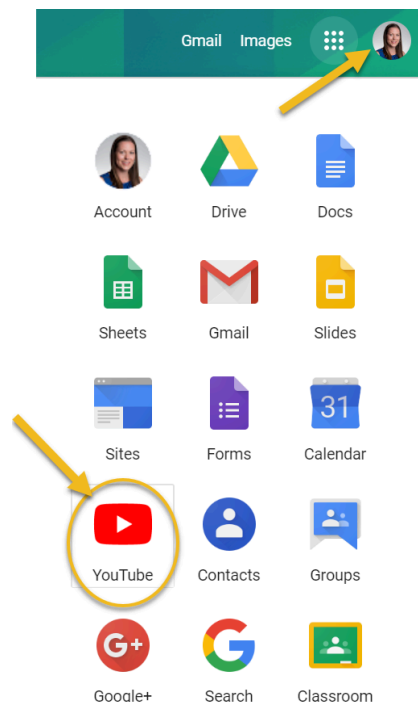 Gmail Images
Account Drive Docs
Sheets Gmail Slides
31
Sites Forms Calendar
YouTube Contacts Groups
G+ G
Google+ Search Classroom